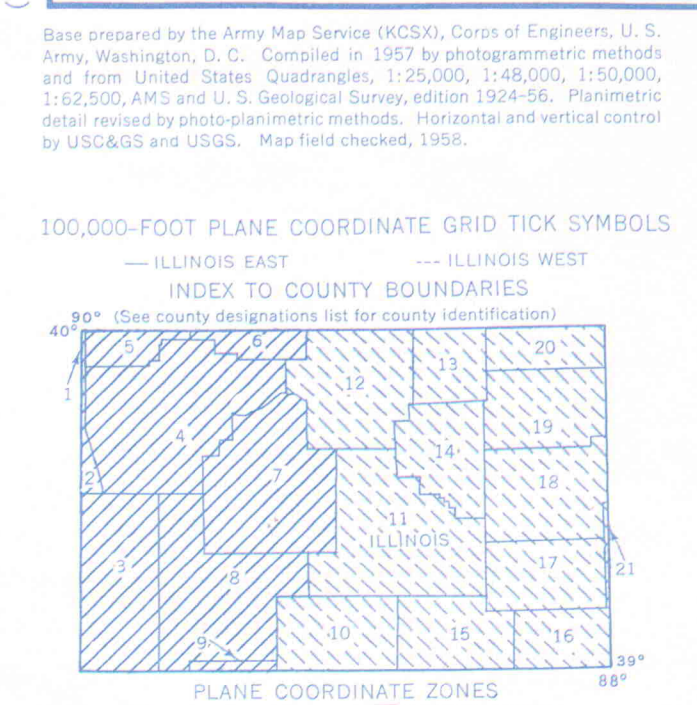 Base prepared by the Army Map Service (KCSX), Corps of Engineers, U. S.
Army, Washington, D. C. Compiled in 1957 by photogrammetric methods
and from United States Quadrangles, 1:25,000, 1:48,000, 1:50,000,
1:62,500, AMS and U. S. Geological Survey, edition 1924-56. Planimetric
detail revised by photo-planimetric methods. Horizontal and vertical control
by USC&GS and USGS. Map field checked, 1958.
100,000-FOOT PLANE COORDINATE GRID TICK SYMBOLS
— ILLINOIS EAST --- ILLINOIS WEST
INDEX TO COUNTY BOUNDARIES
90° (See county designations list for county identification)
40°
5 6 20
12 13
1
4 19
14
2 7 18
11
ILLINOIS
3 8 17 21
9 10 15 16
39°
88°
PLANE COORDINATE ZONES